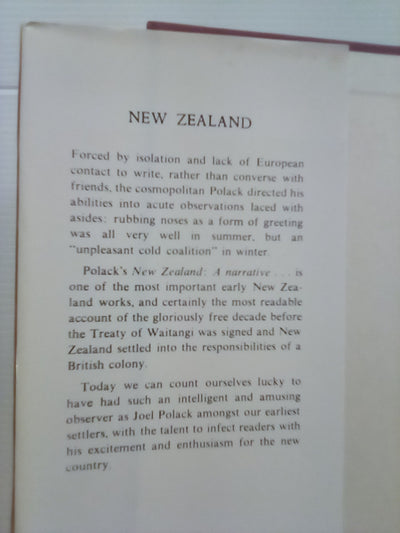 NEW ZEALAND
Forced by isolation and lack of European
contact to write, rather than converse with
friends, the cosmopolitan Polack directed his
abilities into acute observations laced with
asides: rubbing noses as a form of greeting
was all very well in summer, but an
"unpleasant cold coalition" in winter.
Polack's New Zealand: A narrative . . . is
one of the most important early New Zea-
land works, and certainly the most readable
account of the gloriously free decade before
the Treaty of Waitangi was signed and New
Zealand settled into the responsibilities of a
British colony.
Today we can count ourselves lucky to
have had such an intelligent and amusing
observer as Joel Polack amongst our earliest
settlers, with the talent to infect readers with
his excitement and enthusiasm for the new
country.